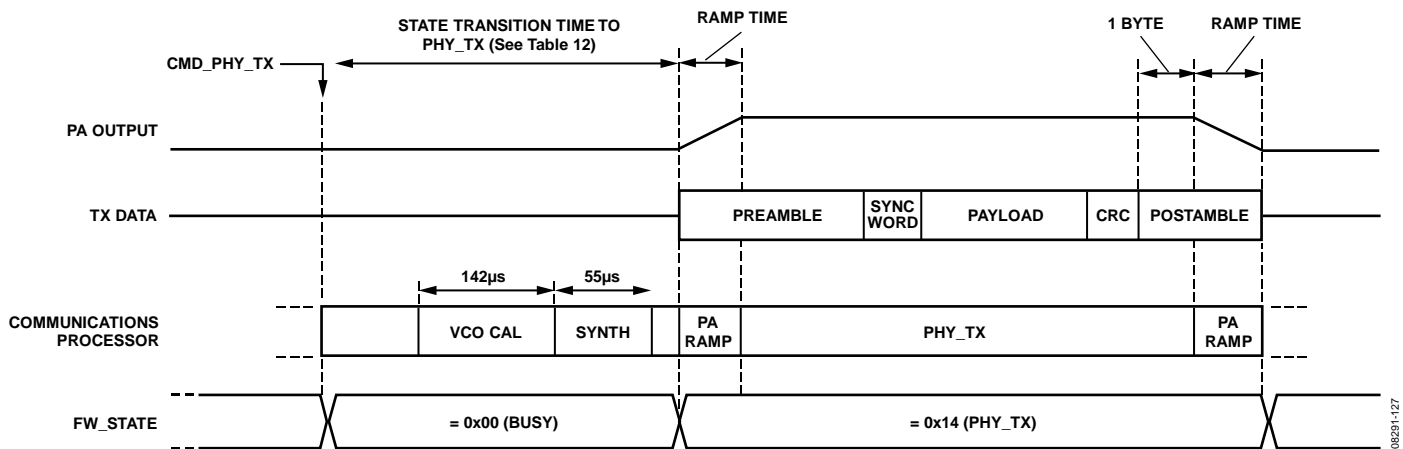 STATE TRANSITION TIME TO
PHY_TX (See Table 12)
RAMP TIME
1 BYTE
RAMP TIME
CMD_PHY_TX
PA OUTPUT
TX DATA
PREAMBLE
SYNC
WORD
PAYLOAD
CRC
POSTAMBLE
142µs
55µs
COMMUNICATIONS
PROCESSOR
VCO CAL
SYNTH
PA
RAMP
PHY_TX
PA
RAMP
FW_STATE
= 0x00 (BUSY)
= 0x14 (PHY_TX)
08291-127